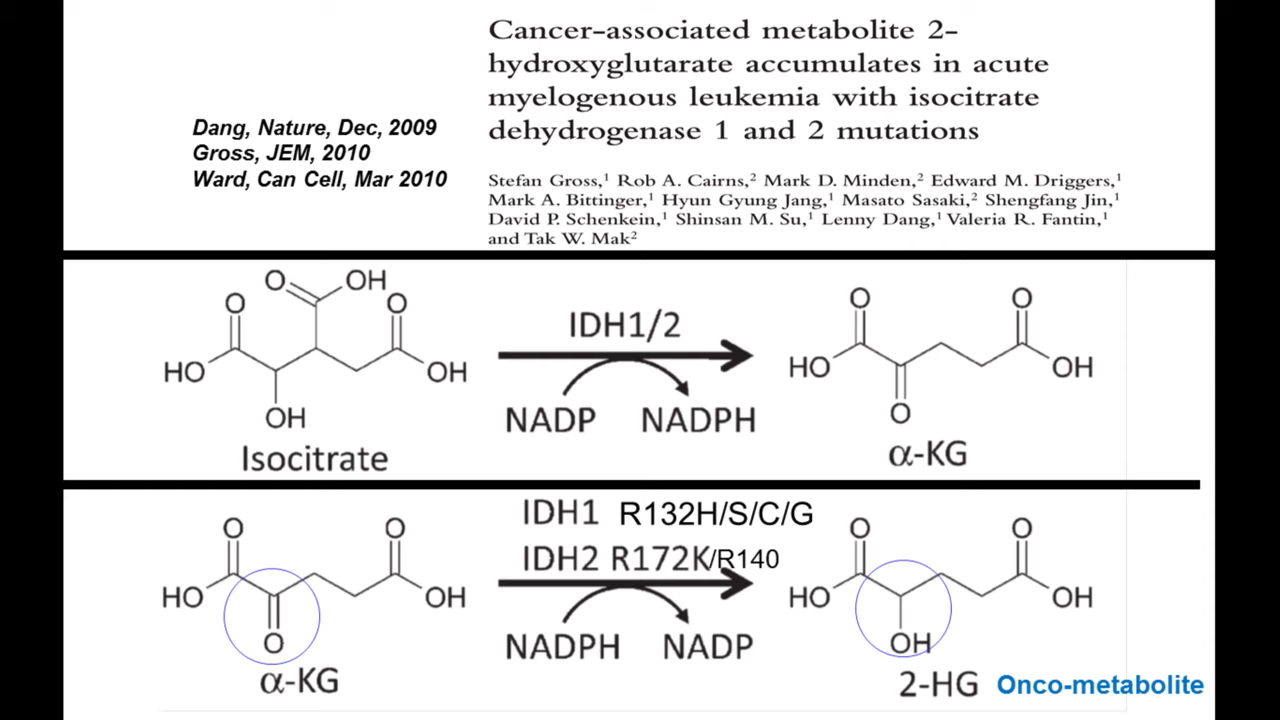 Cancer-associated metabolite 2-
hydroxyglutarate accumulates in acute
myelogenous leukemia with isocitrate
dehydrogenase 1 and 2 mutations
Dang, Nature, Dec, 2009
Gross, JEM, 2010
Ward, Can Cell, Mar 2010
Stefan Gross,¹ Rob A. Cairns,² Mark D. Minden,² Edward M. Driggers,¹
Mark A. Bittinger,¹ Hyun Gyung Jang,¹ Masato Sasaki,² Shengfang Jin,¹
David P. Schenkein,¹ Shinsan M. Su,¹ Lenny Dang,¹ Valeria R. Fantin,¹
and Tak W. Mak²
O OH
O O
HO OH
OH
Isocitrate
IDH1/2
NADP NADPH
O O
HO OH
O
α-KG
O O
HO OH
O
α-KG
IDH1 R132H/S/C/G
IDH2 R172K/R140
NADPH NADP
O O
HO OH
OH
2-HG Onco-metabolite